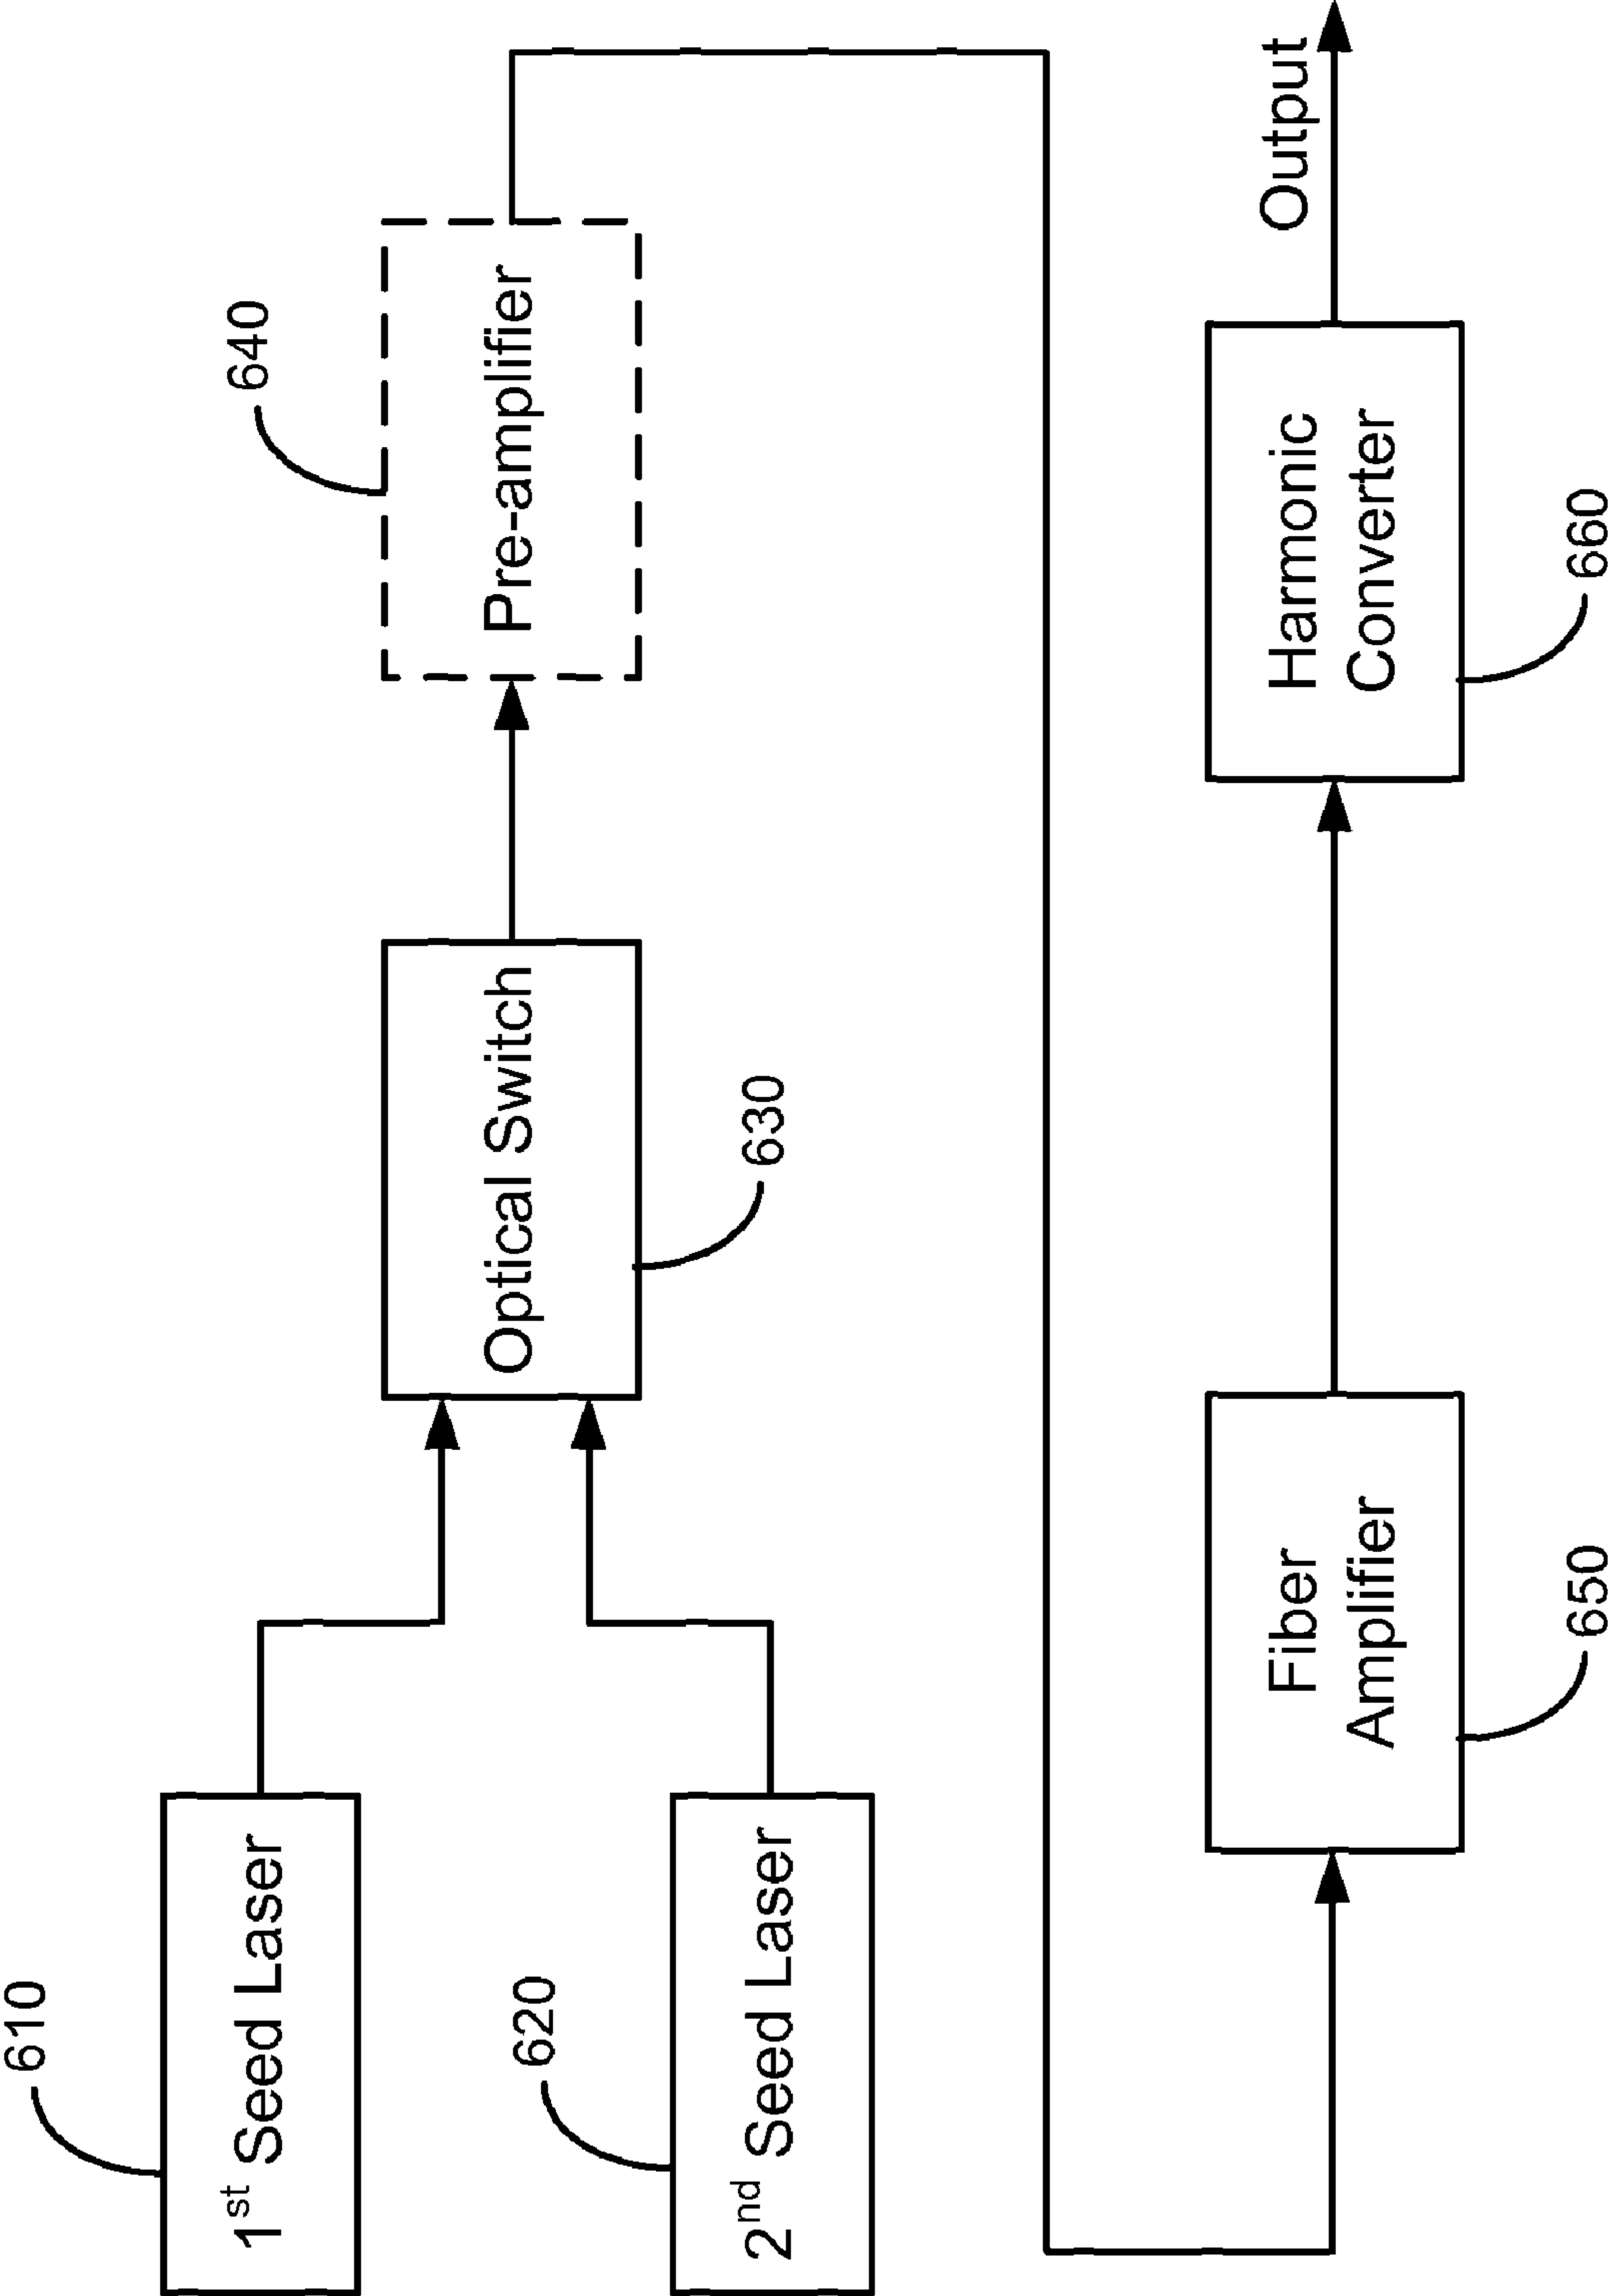 610
1st Seed Laser
620
2nd Seed Laser
Optical Switch
630
640
Pre-amplifier
Fiber
Amplifier
650
Harmonic
Converter
660
Output